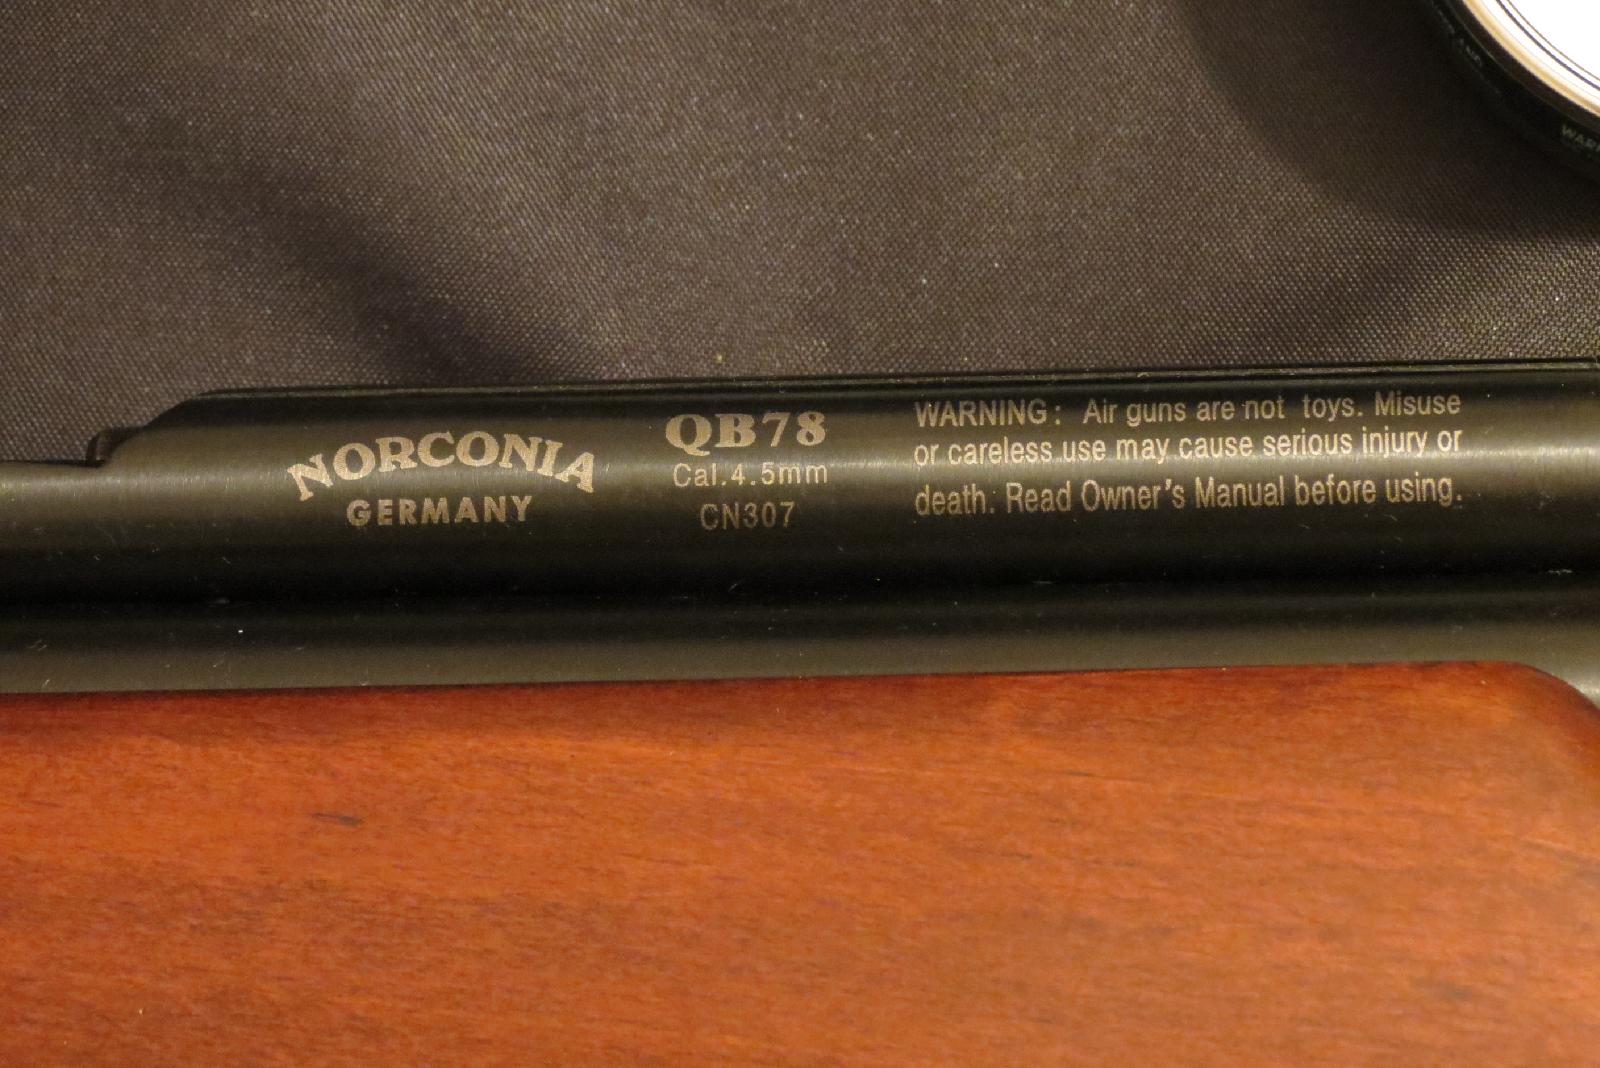 NORCONIA
GERMANY
QB78
Cal.4.5mm
CN307
WARNING: Air guns are not toys. Misuse
or careless use may cause serious injury or
death. Read Owner's Manual before using.